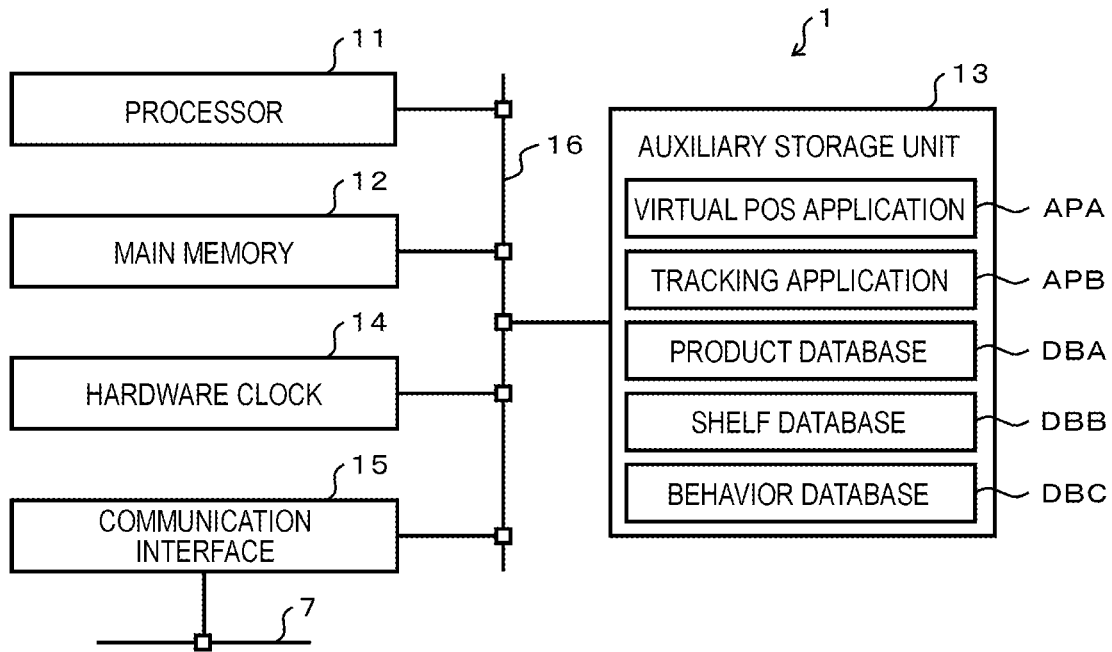 1
11
PROCESSOR
12
MAIN MEMORY
14
HARDWARE CLOCK
15
COMMUNICATION
INTERFACE
7
16
13
AUXILIARY STORAGE UNIT
VIRTUAL POS APPLICATION
APA
TRACKING APPLICATION
APB
PRODUCT DATABASE
DBA
SHELF DATABASE
DBB
BEHAVIOR DATABASE
DBC